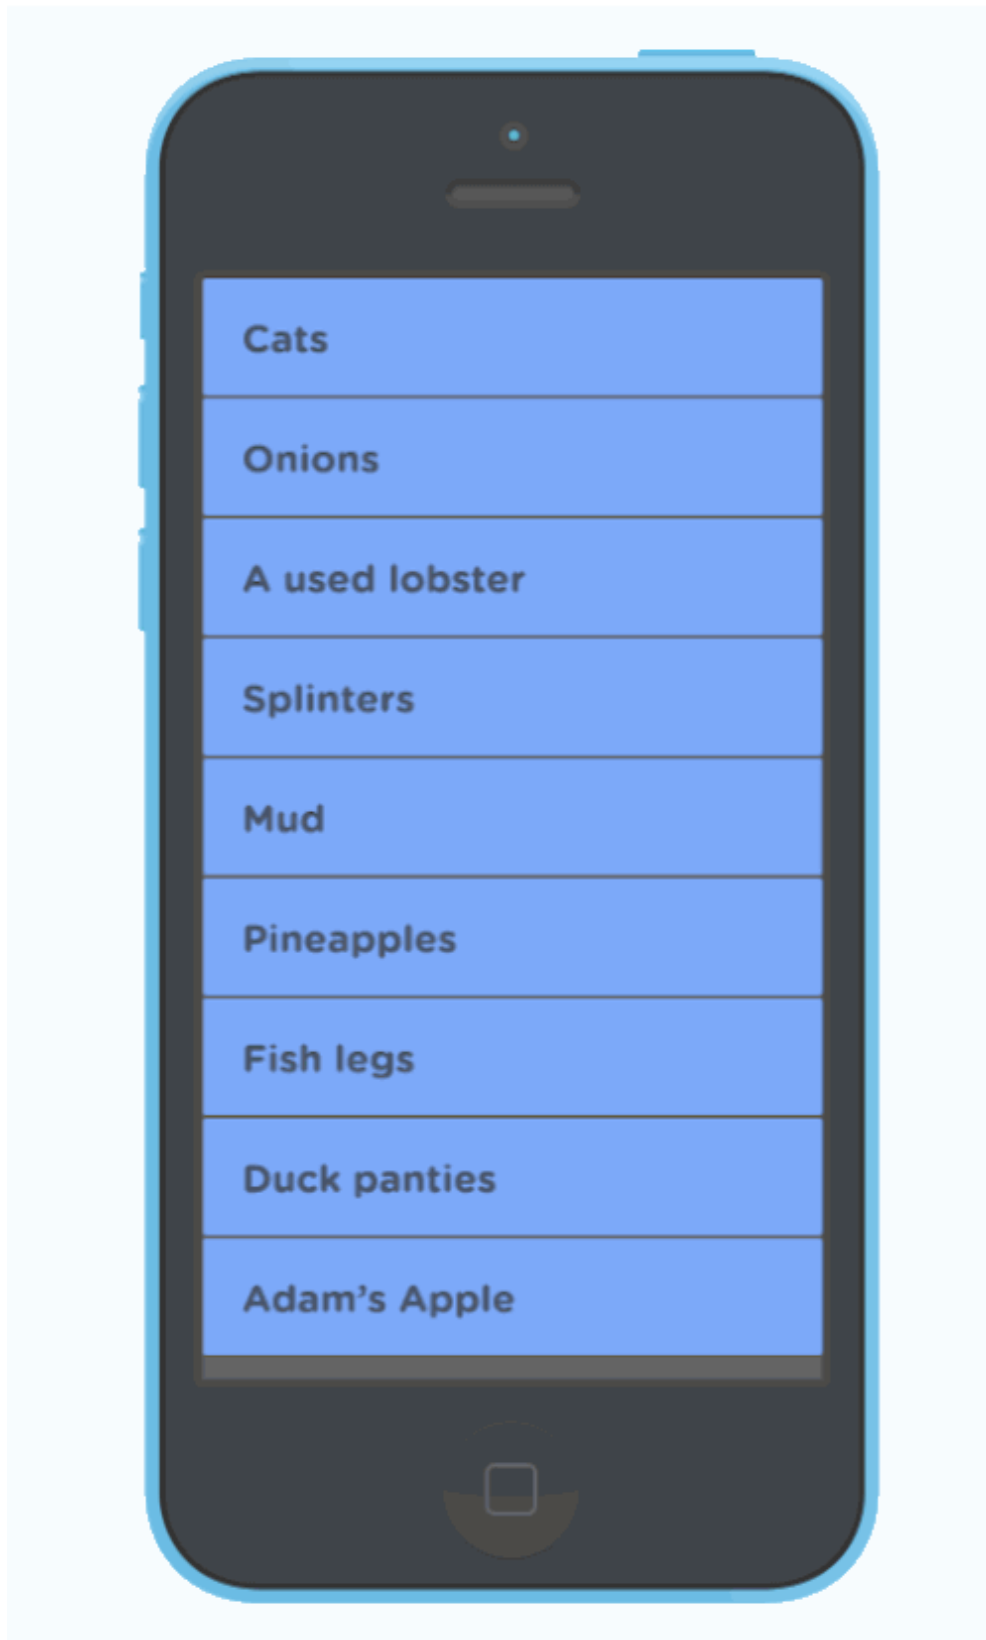 Cats
Onions
A used lobster
Splinters
Mud
Pineapples
Fish legs
Duck panties
Adam’s Apple